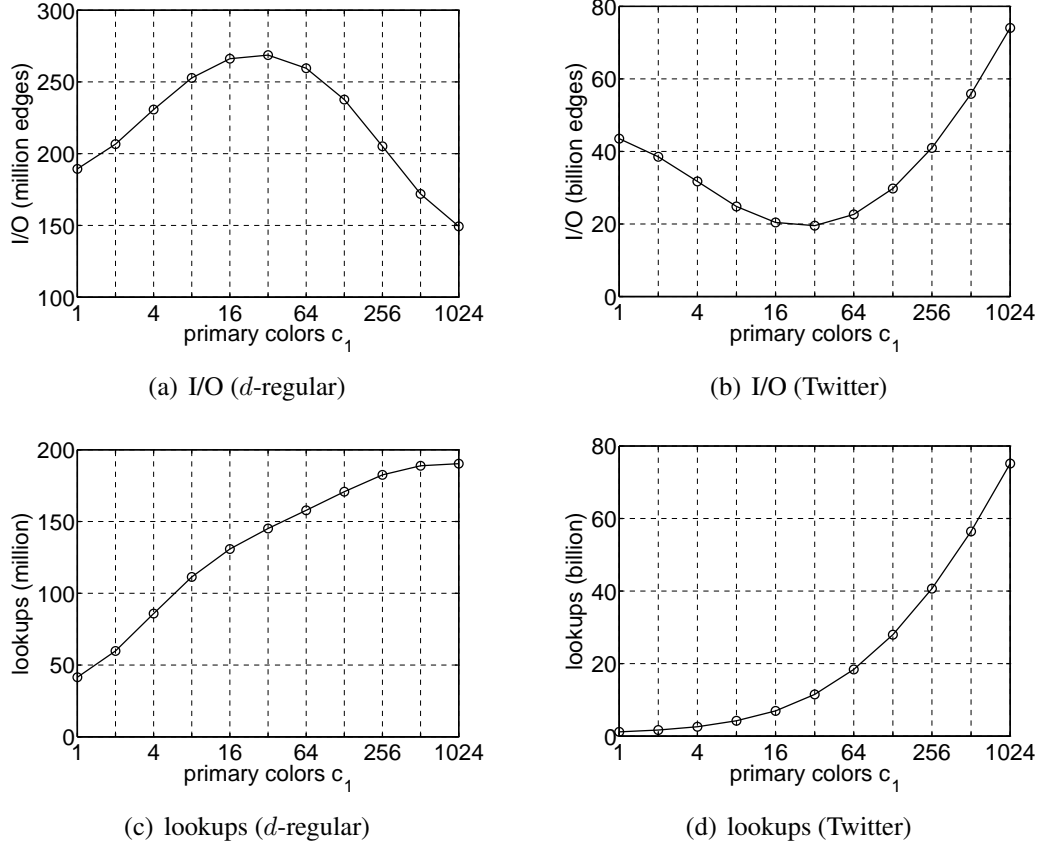 300
250
200
150
100
I/O (million edges)
1 4 16 64 256 1024
primary colors c1
(a) I/O (d-regular)
80
60
40
20
0
I/O (billion edges)
1 4 16 64 256 1024
primary colors c1
(b) I/O (Twitter)
200
150
100
50
0
lookups (million)
1 4 16 64 256 1024
primary colors c1
(c) lookups (d-regular)
80
60
40
20
0
lookups (billion)
1 4 16 64 256 1024
primary colors c1
(d) lookups (Twitter)